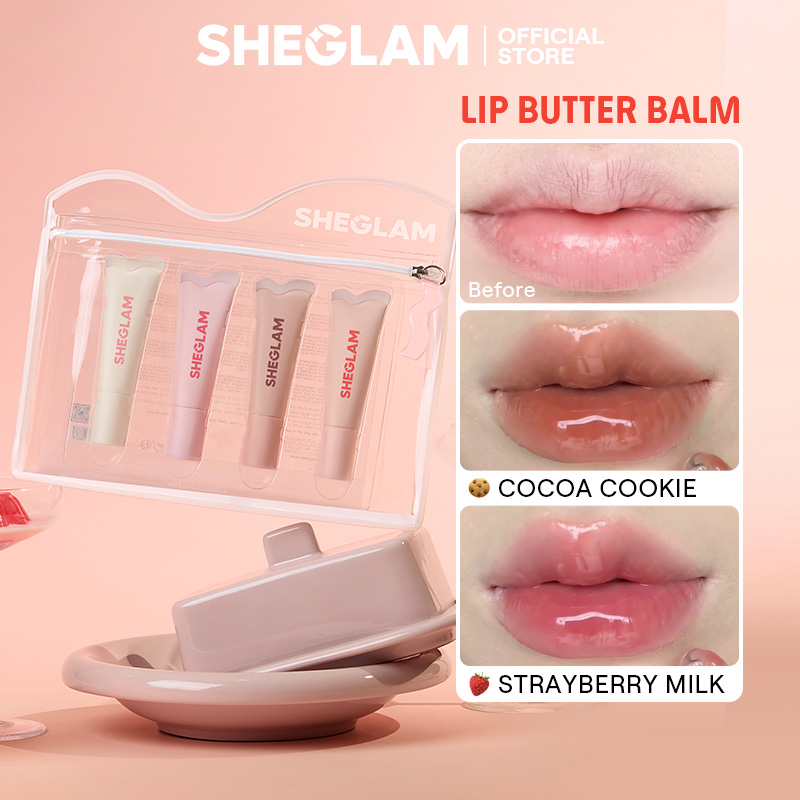 SHEGLAM
OFFICIAL
STORE
LIP BUTTER BALM
SHEGLAM
SHEGLAM
SHEGLAM
SHEGLAM
SHEGLAM
Before
COCOA COOKIE
STRAYBERRY MILK